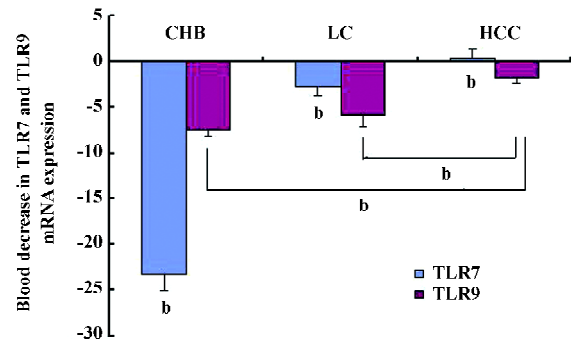 Blood decrease in TLR7 and TLR9
mRNA expression
5
0
-5
-10
-15
-20
-25
-30
CHB
LC
HCC
b
b
b
b
b
TLR7
TLR9